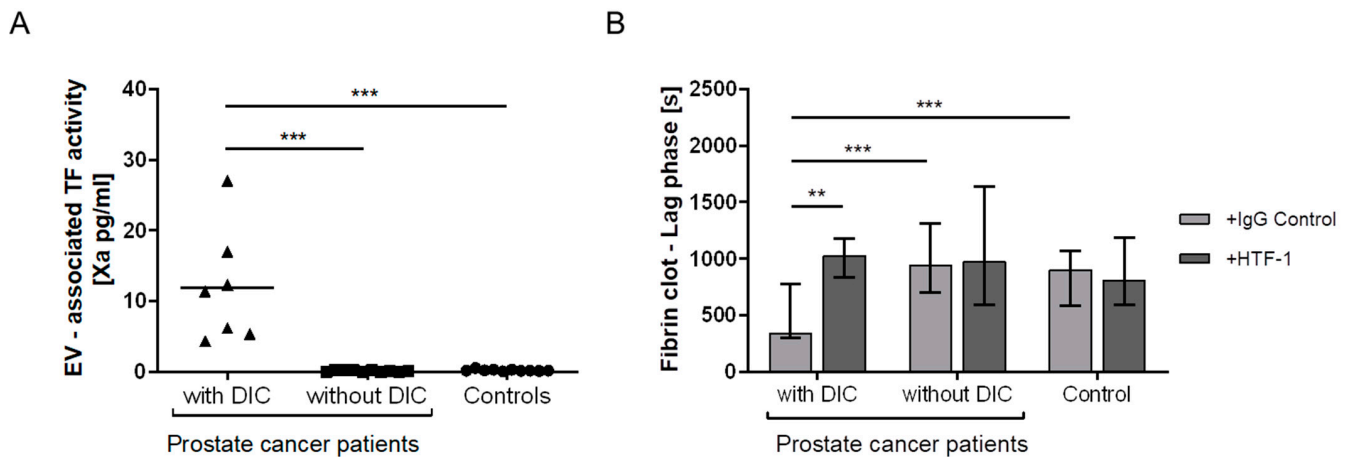 A
EV - associated TF activity
[Xa pg/ml]
40
30
20
10
0
***
***
with DIC
without DIC
Controls
Prostate cancer patients
B
Fibrin clot - Lag phase [s]
2500
2000
1500
1000
500
0
***
***
**
with DIC
without DIC
Control
Prostate cancer patients
+IgG Control
+HTF-1